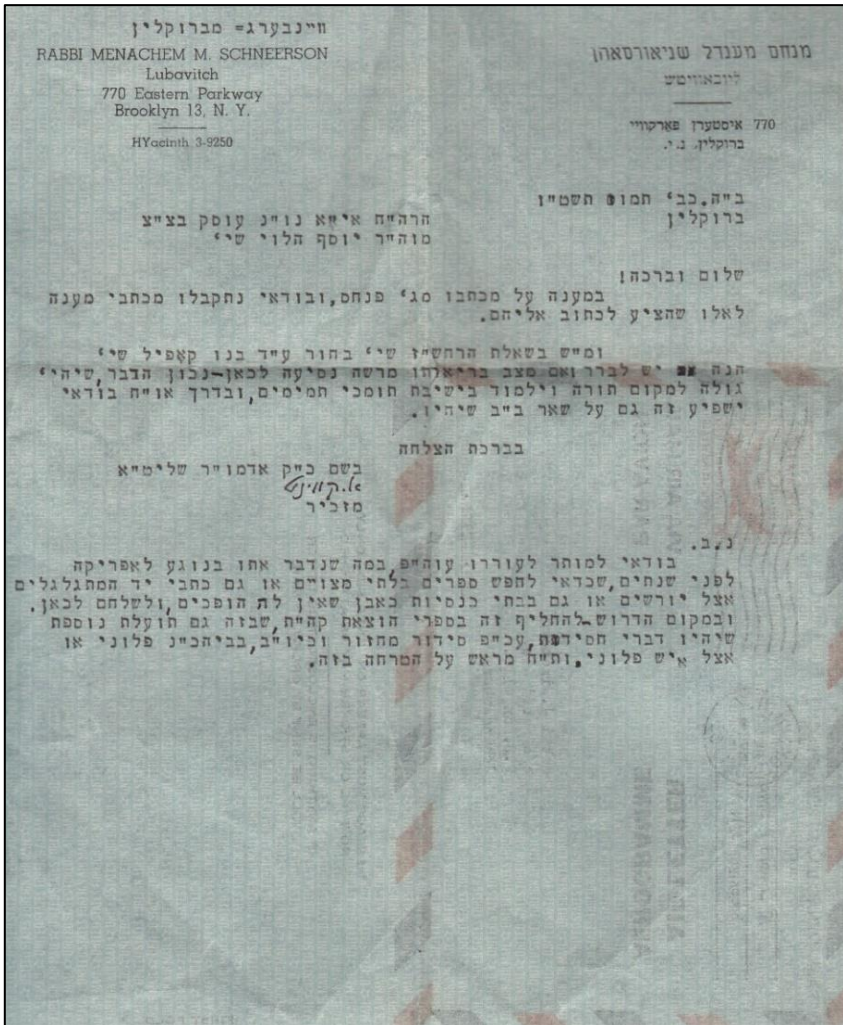 וויינבערג= מברוקלין
RABBI MENACHEM M. SCHNEERSON
Lubavitch
770 Eastern Parkway
Brooklyn 13, N. Y.
HYacinth 3-9250
מנחם מענדל שניאורסאהן
ליובאוויטש
770 איסטערן פארקוויי
ברוקלין. נ. י.
ב"ה. כב' תמוז תשט"ו
ברוקלין
הרה"ח אי"א נו"נ עוסק בצ"צ
מוה"ר יוסף הלוי שי'
שלום וברכה!
במענה על מכתבו מג' פנחס, ובודאי נתקבלו מכתבי מענה
לאלו שהציע לכתוב אליהם.
ומ"ש בשאלת הרחש"ז שי' בחור ע"ד בנו קאפיל שי'
הנה יש לברר ואם מצב בריאותו מרשה נסיעה לכאן-נכון הדבר, שיהי'
גולה למקום תורה וילמוד בישיבת תומכי תמימים, ובדרך או"ח בודאי
ישפיע זה גם על שאר ב"ב שיהיו.
בברכת הצלחה
בשם כ"ק אדמו"ר שליט"א
א. קווינט
מזכיר
נ.ב.
בודאי למותר לעוררו עוה"פ, במה שנדבר אתו בנוגע לאפריקה
לפני שנתים, שכדאי לחפש ספרים בלתי מצוים או גם כתבי יד המתגלגלים
אצל יורשים או גם בבתי כנסיות כאבן שאין לה הופכים, ולשלחם לכאן.
ובמקום הדרוש-להחליף זה בספרי הוצאת קה"ת, שבזה גם תועלת נוספת
שיהיו דברי חסידות, עכ"פ סידור מחזור וכיו"ב, בביהכ"נ פלוני או
אצל איש פלוני. ות"ח מראש על הטרחה בזה.